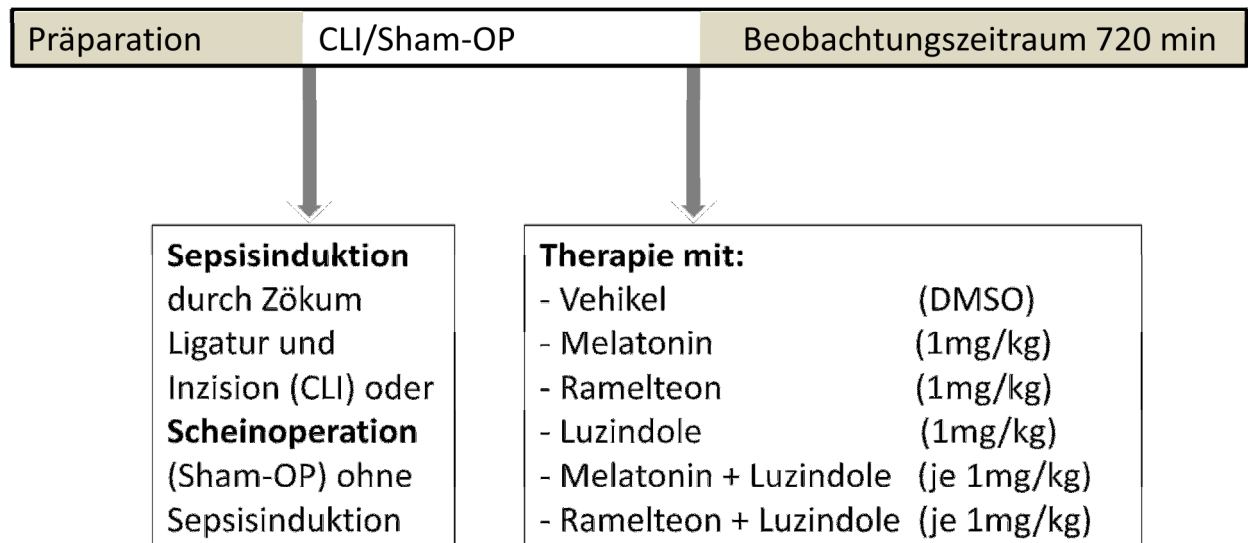 Präparation CLI/Sham-OP Beobachtungszeitraum 720 min
Sepsisinduktion
durch Zökum
Ligatur und
Inzision (CLI) oder
Scheinoperation
(Sham-OP) ohne
Sepsisinduktion
Therapie mit:
- Vehikel (DMSO)
- Melatonin (1mg/kg)
- Ramelteon (1mg/kg)
- Luzindole (1mg/kg)
- Melatonin + Luzindole (je 1mg/kg)
- Ramelteon + Luzindole (je 1mg/kg)